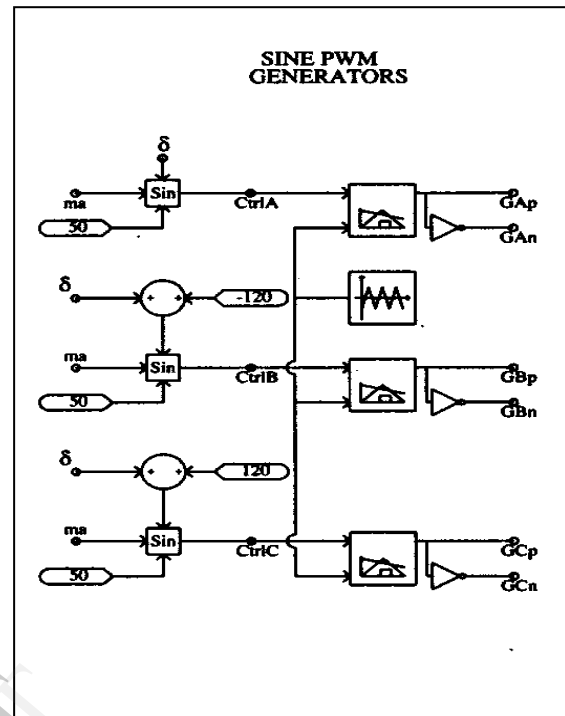 SINE PWM
GENERATORS
δ
ma
Sin
50
CtrlA
GAp
GAn
δ
-120
ma
Sin
50
CtrlB
GBp
GBn
δ
120
ma
Sin
50
CtrlC
GCp
GCn